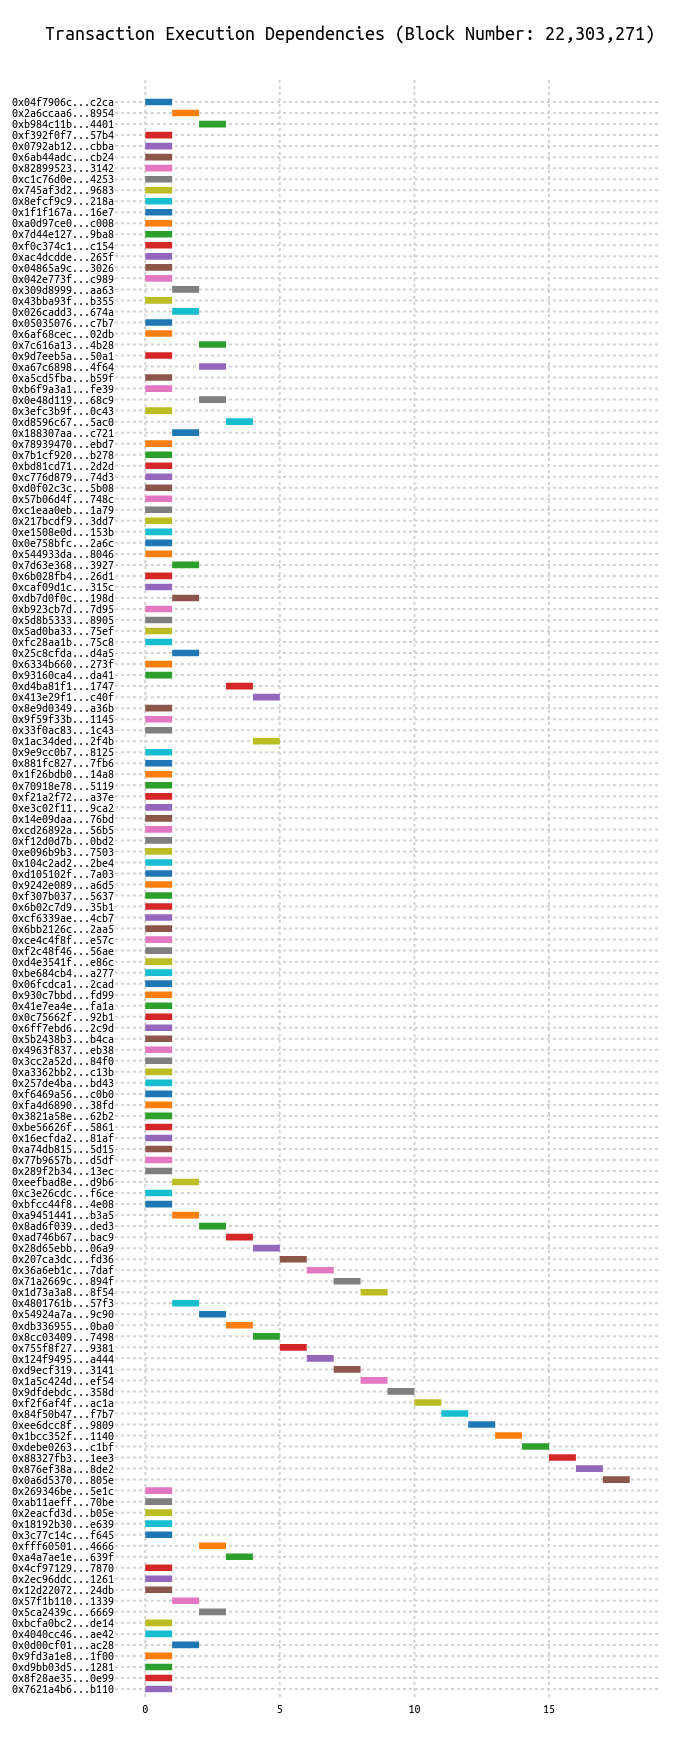 Transaction Execution Dependencies (Block Number: 22,303,271)
0x04f7906c...c2ca
0x2a6ccaa6...8954
0xb984c11b...4401
0xf392f0f7...57b4
0x0792ab12...cbba
0x6ab44adc...cb24
0x82899523...3142
0xc1c76d0e...4253
0x745af3d2...9683
0x8efcf9c9...218a
0x1f1f167a...16e7
0xa0d97ce0...c008
0x7d44e127...9ba8
0xf0c374c1...c154
0xac4dcdde...265f
0x04865a9c...3026
0x042e773f...c989
0x309d8999...aa63
0x43bba93f...b355
0x026cadd3...674a
0x05035076...c7b7
0x6af68cec...02db
0x7c616a13...4b28
0x9d7eeb5a...50a1
0xa67c6898...4f64
0xa5cd5fba...b59f
0xb6f9a3a1...fe39
0x0e48d119...68c9
0x3efc3b9f...0c43
0xd8596c67...5ac0
0x188307aa...c721
0x78939470...ebd7
0x7b1cf920...b278
0xbd81cd71...2d2d
0xc776d879...74d3
0xd0f02c3c...5b08
0x57b06d4f...748c
0xc1eaa0eb...1a79
0x217bcdf9...3dd7
0xe1508e0d...153b
0x0e758bfc...2a6c
0x544933da...8046
0x7d63e368...3927
0x6b028fb4...26d1
0xcaf09d1c...315c
0xdb7d0f0c...198d
0xb923cb7d...7d95
0x5d8b5333...8905
0x5ad0ba33...75ef
0xfc28aa1b...75c8
0x25c8cfda...d4a5
0x6334b660...273f
0x93160ca4...da41
0xd4ba81f1...1747
0x413e29f1...c40f
0x8e9d0349...a36b
0x9f59f33b...1145
0x33f0ac83...1c43
0x1ac34ded...2f4b
0x9e9cc0b7...8125
0x881fc827...7fb6
0x1f26bdb0...14a8
0x70918e78...5119
0xf21a2f72...a37e
0xe3c02f11...9ca2
0x14e09daa...76bd
0xcd26892a...56b5
0xf12d0d7b...0bd2
0xe096b9b3...7503
0x104c2ad2...2be4
0xd105102f...7a03
0x9242e089...a6d5
0xf307b037...5637
0x6b02c7d9...35b1
0xcf6339ae...4cb7
0x6bb2126c...2aa5
0xce4c4f8f...e57c
0xf2c48f46...56ae
0xd4e3541f...e86c
0xbe684cb4...a277
0x06fcdca1...2cad
0x930c7bbd...fd99
0x41e7ea4e...fa1a
0x0c75662f...92b1
0x6ff7ebd6...2c9d
0x5b2438b3...b4ca
0x4963f837...eb38
0x3cc2a52d...84f0
0xa3362bb2...c13b
0x257de4ba...bd43
0xf6469a56...c0b0
0xfa4d6890...38fd
0x3821a58e...62b2
0xbe56626f...5861
0x16ecfda2...81af
0xa74db815...5d15
0x77b9657b...d5df
0x289f2b34...13ec
0xeefbad8e...d9b6
0xc3e26cdc...f6ce
0xbfcc44f8...4e08
0xa9451441...b3a5
0x8ad6f039...ded3
0xad746b67...bac9
0x28d65ebb...06a9
0x207ca3dc...fd36
0x36a6eb1c...7daf
0x71a2669c...894f
0x1d73a3a8...8f54
0x4801761b...57f3
0x54924a7a...9c90
0xdb336955...0ba0
0x8cc03409...7498
0x755f8f27...9381
0x124f9495...a444
0xd9ecf319...3141
0x1a5c424d...ef54
0x9dfdebdc...358d
0xf2f6af4f...ac1a
0x84f50b47...f7b7
0xee6dcc8f...9809
0x1bcc352f...1140
0xdebe0263...c1bf
0x88327fb3...1ee3
0x876ef38a...8de2
0x0a6d5370...805e
0x269346be...5e1c
0xab11aeff...70be
0x2eacfd3d...b05e
0x18192b30...e639
0x3c77c14c...f645
0xfff60501...4666
0xa4a7ae1e...639f
0x4cf97129...7870
0x2ec96ddc...1261
0x12d22072...24db
0x57f1b110...1339
0x5ca2439c...6669
0xbcfa0bc2...de14
0x4040cc46...ae42
0x0d00cf01...ac28
0x9fd3a1e8...1f00
0xd9bb03d5...1281
0x8f28ae35...0e99
0x7621a4b6...b110
0 5 10 15